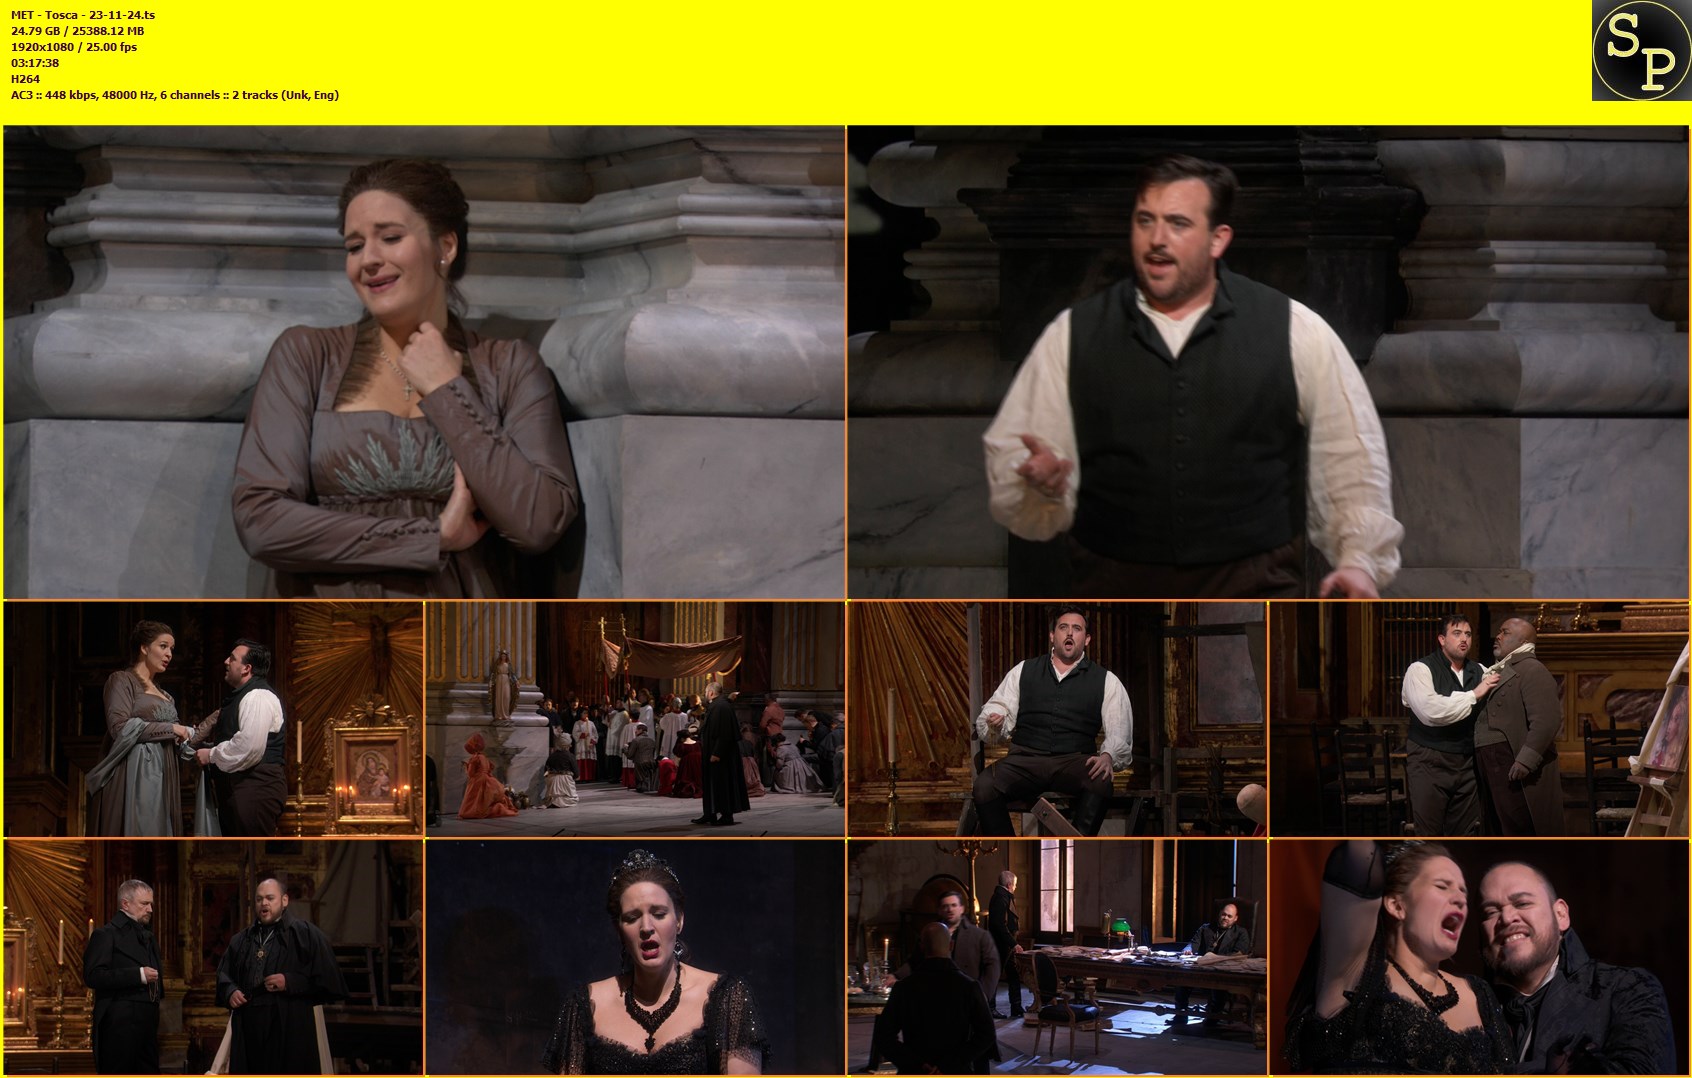 MET - Tosca - 23-11-24.ts
24.79 GB / 25388.12 MB
1920x1080 / 25.00 fps
03:17:38
H264
AC3 :: 448 kbps, 48000 Hz, 6 channels :: 2 tracks (Unk, Eng)
SP